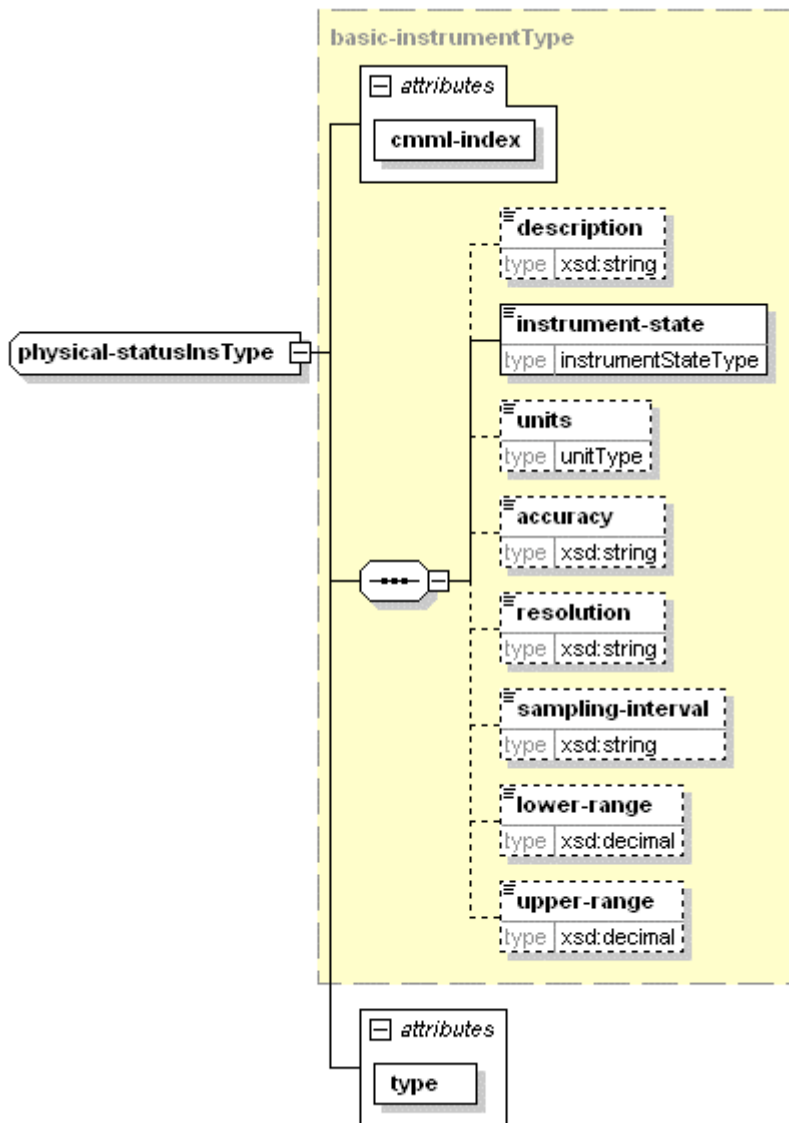 basic-instrumentType
attributes
cmml-index
description
type xsd:string
physical-statusInsType
instrument-state
type instrumentStateType
units
type unitType
accuracy
type xsd:string
resolution
type xsd:string
sampling-interval
type xsd:string
lower-range
type xsd:decimal
upper-range
type xsd:decimal
attributes
type